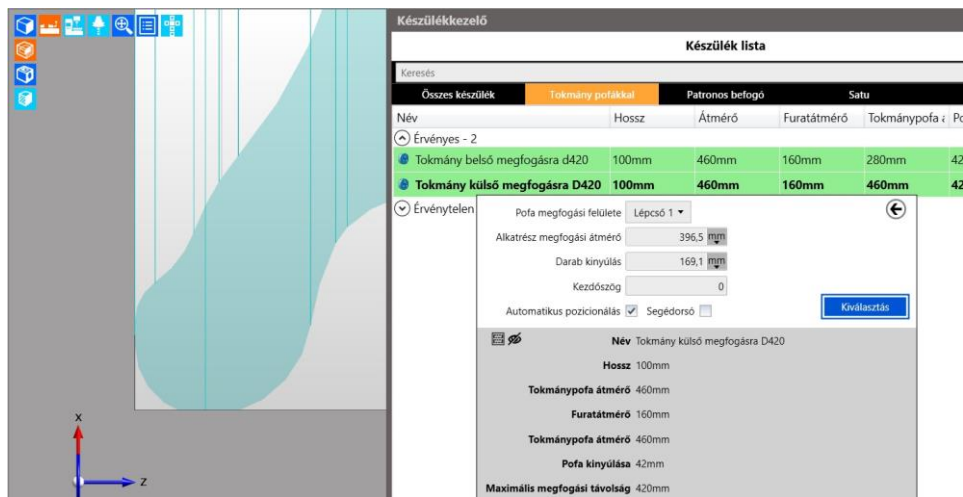 Készülékkezelő
Készülék lista
Keresés
Összes készülék Tokmány pofákkal Patronos befogó Satu
Név Hossz Átmérő Furatátmérő Tokmánypofa
Érvényes - 2
Tokmány belső megfogásra d420 100mm 460mm 160mm 280mm 42
Tokmány külső megfogásra D420 100mm 460mm 160mm 460mm 42
Érvénytelen
Pofa megfogási felülete Lépcső 1
Alkatrész megfogási átmérő 396,5 mm
Darab kinyúlás 169,1 mm
Kezdőszög 0
Automatikus pozicionálás Segédorsó
Kiválasztás
Név Tokmány külső megfogásra D420
Hossz 100mm
Tokmánypofa átmérő 460mm
Furatátmérő 160mm
Tokmánypofa átmérő 460mm
Pofa kinyúlása 42mm
Maximális megfogási távolság 420mm
X
Z